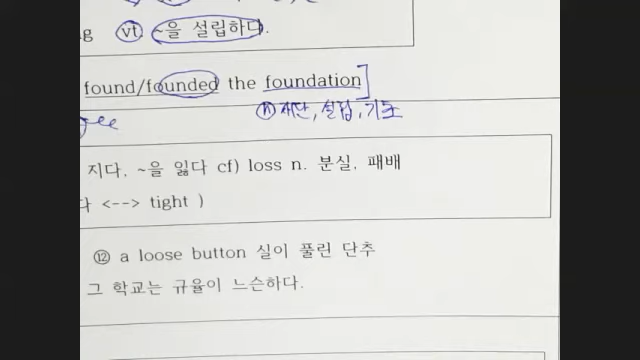 vt. ~을 설립하다.
found/founded the foundation
ⓝ 재단, 설립, 기초
지다. ~을 잃다 cf) loss n. 분실. 패배
다 <--> tight )
⑫ a loose button 실이 풀린 단추
그 학교는 규율이 느슨하다.